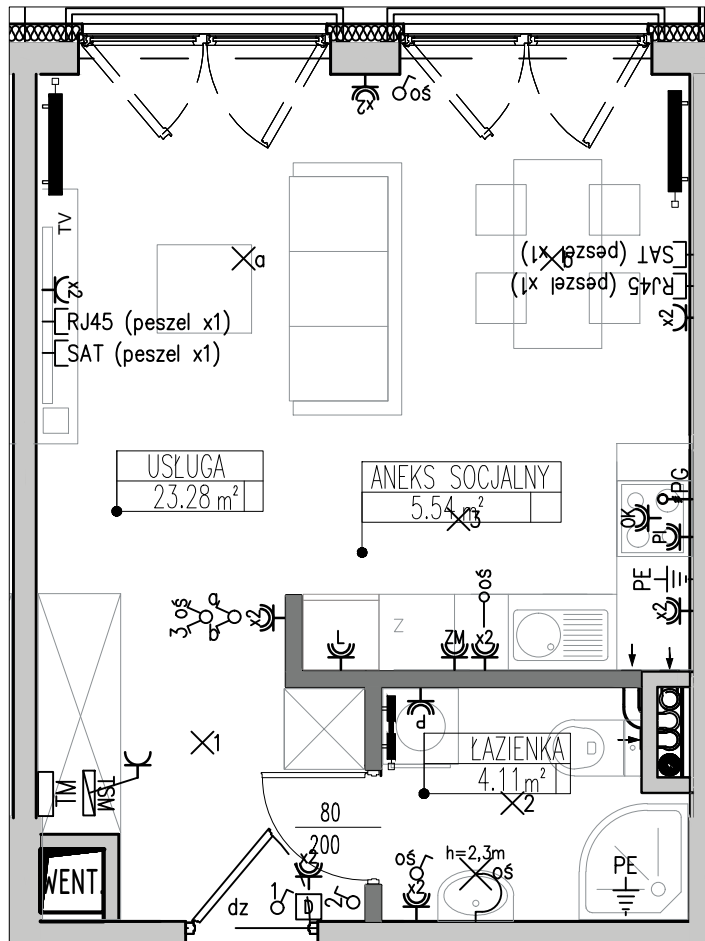 x2
oś
TV
a
b
SAT (peszel x1)
RJ45 (peszel x1)
x2
x2
RJ45 (peszel x1)
SAT (peszel x1)
USŁUGA
23.28 m²
ANEKS SOCJALNY
5.54 m²
3
PG
OK
PI
PE
x2
oś
3 oś
a
b
x2
L
Z
ZM
x2
P
ŁAZIENKA
4.11 m²
2
1
TM
TSM
80
200
WENT.
x2
oś
h=2,3m
oś
PE
x2
dz
1
D
2